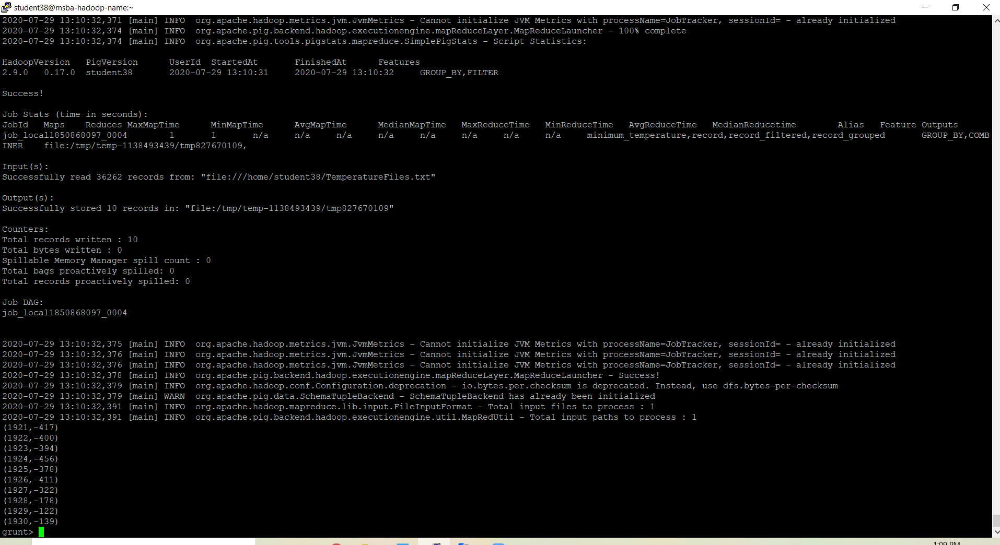 student38@msba-hadoop-name:~
2020-07-29 13:10:32,371 [main] INFO  org.apache.hadoop.metrics.jvm.JvmMetrics - Cannot initialize JVM Metrics with processName=JobTracker, sessionId= - already initialized
2020-07-29 13:10:32,374 [main] INFO  org.apache.pig.backend.hadoop.executionengine.mapReduceLayer.MapReduceLauncher - 100% complete
2020-07-29 13:10:32,374 [main] INFO  org.apache.pig.tools.pigstats.mapreduce.SimplePigStats - Script Statistics:
HadoopVersion   PigVersion      UserId  StartedAt       FinishedAt      Features
2.9.0   0.17.0  student38       2020-07-29 13:10:31     2020-07-29 13:10:32     GROUP_BY,FILTER
Success!
Job Stats (time in seconds):
JobId   Maps    Reduces MaxMapTime      MinMapTime      AvgMapTime      MedianMapTime   MaxReduceTime   MinReduceTime   AvgReduceTime   MedianReducetime        Alias   Feature Outputs
job_local1850868097_0004        1       1       n/a     n/a     n/a     n/a     n/a     n/a     n/a     n/a     minimum_temperature,record,record_filtered,record_grouped       GROUP_BY,COMB
INER    file:/tmp/temp-1138493439/tmp827670109,
Input(s):
Successfully read 36262 records from: "file:///home/student38/TemperatureFiles.txt"
Output(s):
Successfully stored 10 records in: "file:/tmp/temp-1138493439/tmp827670109"
Counters:
Total records written : 10
Total bytes written : 0
Spillable Memory Manager spill count : 0
Total bags proactively spilled: 0
Total records proactively spilled: 0
Job DAG:
job_local1850868097_0004
2020-07-29 13:10:32,375 [main] INFO  org.apache.hadoop.metrics.jvm.JvmMetrics - Cannot initialize JVM Metrics with processName=JobTracker, sessionId= - already initialized
2020-07-29 13:10:32,376 [main] INFO  org.apache.hadoop.metrics.jvm.JvmMetrics - Cannot initialize JVM Metrics with processName=JobTracker, sessionId= - already initialized
2020-07-29 13:10:32,376 [main] INFO  org.apache.hadoop.metrics.jvm.JvmMetrics - Cannot initialize JVM Metrics with processName=JobTracker, sessionId= - already initialized
2020-07-29 13:10:32,378 [main] INFO  org.apache.pig.backend.hadoop.executionengine.mapReduceLayer.MapReduceLauncher - Success!
2020-07-29 13:10:32,379 [main] INFO  org.apache.hadoop.conf.Configuration.deprecation - io.bytes.per.checksum is deprecated. Instead, use dfs.bytes-per-checksum
2020-07-29 13:10:32,379 [main] WARN  org.apache.pig.data.SchemaTupleBackend - SchemaTupleBackend has already been initialized
2020-07-29 13:10:32,391 [main] INFO  org.apache.hadoop.mapreduce.lib.input.FileInputFormat - Total input files to process : 1
2020-07-29 13:10:32,391 [main] INFO  org.apache.pig.backend.hadoop.executionengine.util.MapRedUtil - Total input paths to process : 1
(1921,-417)
(1922,-400)
(1923,-394)
(1924,-456)
(1925,-378)
(1926,-411)
(1927,-322)
(1928,-178)
(1929,-122)
(1930,-139)
grunt>
1:09 PM